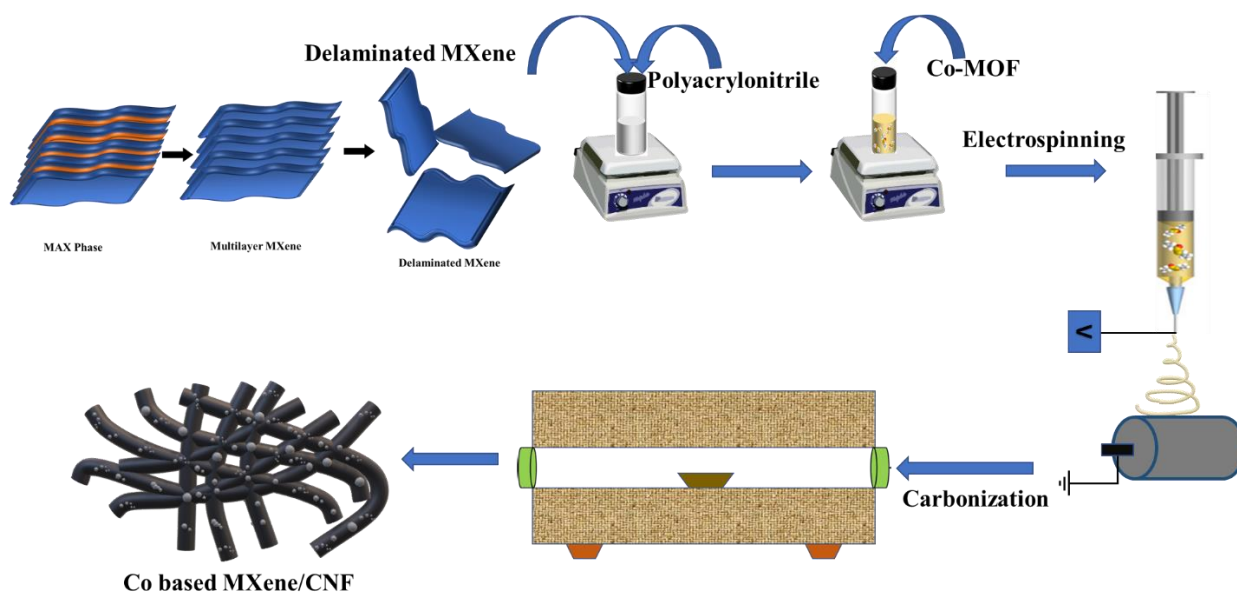 Delaminated MXene
Polyacrylonitrile
Co-MOF
Electrospinning
MAX Phase
Multilayer MXene
Delaminated MXene
V
Carbonization
Co based MXene/CNF